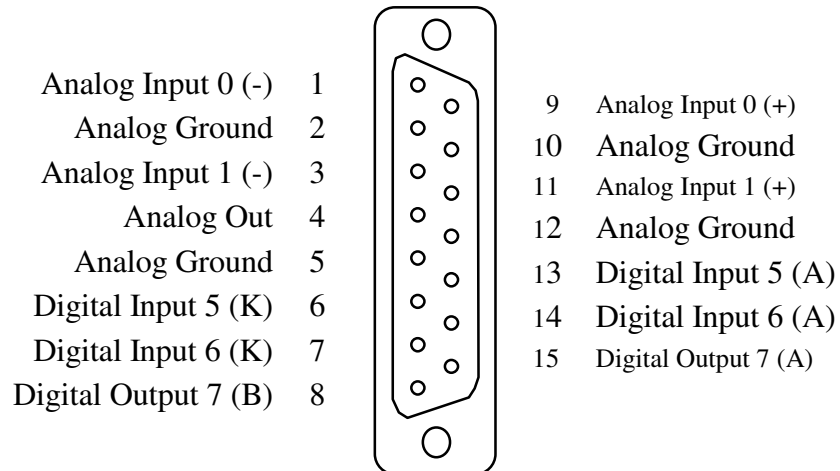 Analog Input 0 (-) 1
Analog Ground 2
Analog Input 1 (-) 3
Analog Out 4
Analog Ground 5
Digital Input 5 (K) 6
Digital Input 6 (K) 7
Digital Output 7 (B) 8
9 Analog Input 0 (+)
10 Analog Ground
11 Analog Input 1 (+)
12 Analog Ground
13 Digital Input 5 (A)
14 Digital Input 6 (A)
15 Digital Output 7 (A)